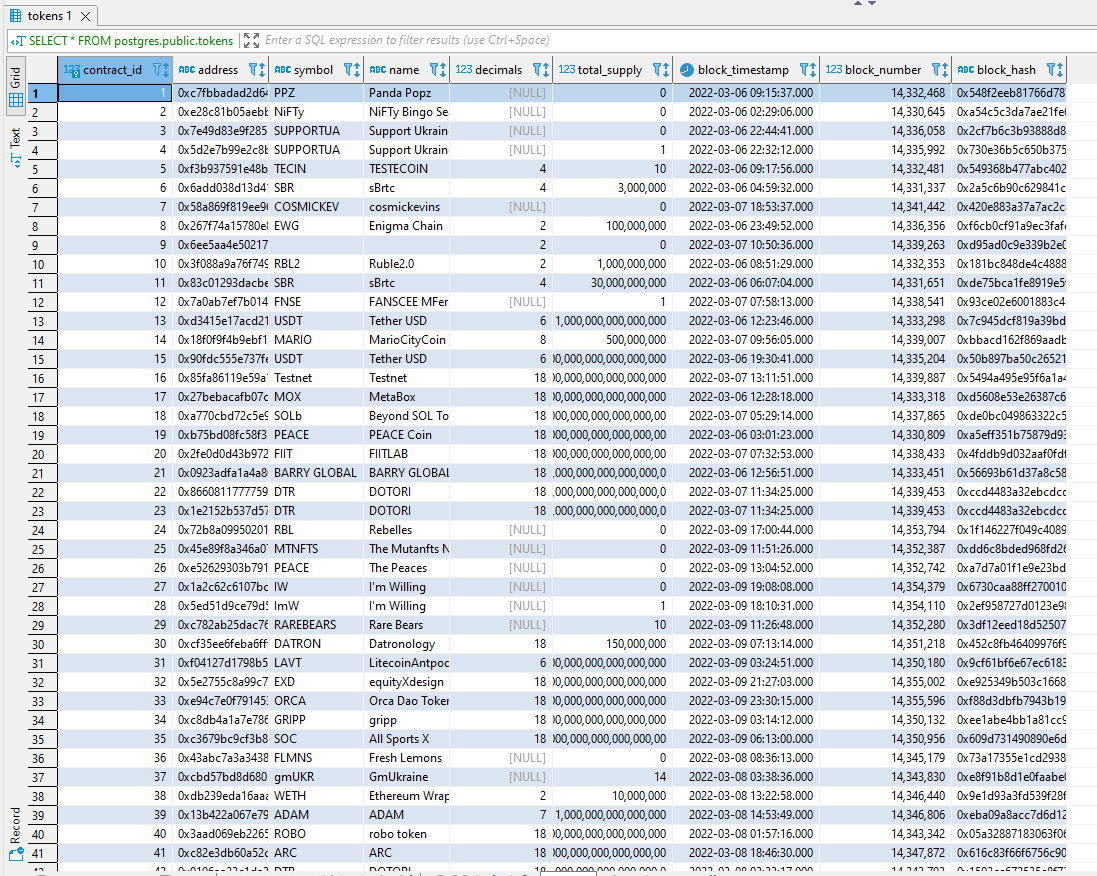 tokens 1
SELECT * FROM postgres.public.tokens Enter a SQL expression to filter results (use Ctrl+Space)
Grid
Text
Record
123 contract_id ABC address ABC symbol ABC name 123 decimals 123 total_supply block_timestamp 123 block_number ABC block_hash
1 1 0xc7fbbadad2d64 PPZ Panda Popz [NULL] 0 2022-03-06 09:15:37.000 14,332,468 0x548f2eeb81766d78
2 2 0xe28c81b05aebb NiFTy NiFTy Bingo Se [NULL] 0 2022-03-06 02:29:06.000 14,330,645 0xa54c5c3da7ae21fe
3 3 0x7e49d83e9f285 SUPPORTUA Support Ukrain [NULL] 0 2022-03-06 22:44:41.000 14,336,058 0x2cf7b6c3b93888d8
4 4 0x5d2e7b99e2c8b SUPPORTUA Support Ukrain [NULL] 1 2022-03-06 22:32:12.000 14,335,992 0x730e36b5c650b375
5 5 0xf3b937591e48b TECIN TESTECOIN 4 10 2022-03-06 09:17:56.000 14,332,481 0x549368b477abc402
6 6 0x6add038d13d4 SBR sBrtc 4 3,000,000 2022-03-06 04:59:32.000 14,331,337 0x2a5c6b90c629841c
7 7 0x58a869f819ee9 COSMICKEV cosmickevins [NULL] 0 2022-03-07 18:53:37.000 14,341,442 0x420e883a37a7ac2c
8 8 0x267f74a15780e EWG Enigma Chain 2 100,000,000 2022-03-06 23:49:52.000 14,336,356 0xf6cb0cf91a9ec3faf
9 9 0x6ee5aa4e50217 2 0 2022-03-07 10:50:36.000 14,339,263 0xd95ad0c9e339b2e0
10 10 0x3f088a9a76f749 RBL2 Ruble2.0 2 1,000,000,000 2022-03-06 08:51:29.000 14,332,353 0x181bc848de4c4888
11 11 0x83c01293dacbe SBR sBrtc 4 30,000,000,000 2022-03-06 06:07:04.000 14,331,651 0xde75bca1fe8919e5
12 12 0x7a0ab7ef7b014 FNSE FANSCEE MFer [NULL] 1 2022-03-07 07:58:13.000 14,338,541 0x93ce02e6001883c4
13 13 0xd3415e17acd21 USDT Tether USD 6 1,000,000,000,000,000 2022-03-06 12:23:46.000 14,333,298 0x7c945dcf819a39bd
14 14 0x18f0f9f4b9ebf1 MARIO MarioCityCoin 8 500,000,000 2022-03-07 09:56:05.000 14,339,007 0xbbacd162f869aadb
15 15 0x90fdc555e737f USDT Tether USD 6 00,000,000,000,000,000 2022-03-06 19:30:41.000 14,335,204 0x50b897ba50c26521
16 16 0x85fa86119e59a Testnet Testnet 18 00,000,000,000,000,000 2022-03-07 13:11:51.000 14,339,887 0x5494a495e95f6a1a
17 17 0x27bebacafb07c MOX MetaBox 18 00,000,000,000,000,000 2022-03-06 12:28:18.000 14,333,318 0xd5608e53e26387c6
18 18 0xa770cbd72c5e9 SOLb Beyond SOL To 18 000,000,000,000,000,00 2022-03-07 05:29:14.000 14,337,865 0xde0bc049863322c5
19 19 0xb75bd08fc58f3 PEACE PEACE Coin 18 000,000,000,000,000,00 2022-03-06 03:01:23.000 14,330,809 0xa5eff351b75879d9
20 20 0x2fe0d0d43b972 FIIT FIITLAB 18 000,000,000,000,000,00 2022-03-07 07:32:53.000 14,338,433 0x4fddb9d032aaf0fd
21 21 0x0923adfa1a4a8 BARRY GLOBAL BARRY GLOBAL 18 ,000,000,000,000,000,0 2022-03-06 12:56:51.000 14,333,451 0x56693b61d37a8c58
22 22 0x8660811777759 DTR DOTORI 18 ,000,000,000,000,000,0 2022-03-07 11:34:25.000 14,339,453 0xccd4483a32ebcdcc
23 23 0x1e2152b537d57 DTR DOTORI 18 ,000,000,000,000,000,0 2022-03-07 11:34:25.000 14,339,453 0xccd4483a32ebcdcc
24 24 0x72b8a09950201 RBL Rebelles [NULL] 0 2022-03-09 17:00:44.000 14,353,794 0x1f146227f049c4089
25 25 0x45e89f8a346a0 MTNFTS The Mutanfts N [NULL] 0 2022-03-09 11:51:26.000 14,352,387 0xdd6c8bded968fd26
26 26 0xe52629303b791 PEACE The Peaces [NULL] 0 2022-03-09 13:04:52.000 14,352,742 0xa7d7a01f1e9e23bd
27 27 0x1a2c62c6107bc IW I'm Willing [NULL] 0 2022-03-09 19:08:08.000 14,354,379 0x6730caa88ff270010
28 28 0x5ed51d9ce79d5 ImW I'm Willing [NULL] 1 2022-03-09 18:10:31.000 14,354,110 0x2ef958727d0123e9
29 29 0xc782ab25dac76 RAREBEARS Rare Bears [NULL] 10 2022-03-09 11:26:48.000 14,352,280 0x3df12eed18d52507
30 30 0xcf35ee6feba6fff DATRON Datronology 18 150,000,000 2022-03-09 07:13:14.000 14,351,218 0x452c8fb46409976f9
31 31 0xf04127d1798b5 LAVT LitecoinAntpoc 6 00,000,000,000,000,000 2022-03-09 03:24:51.000 14,350,180 0x9cf61bf6e67ec6183
32 32 0x5e2755c8a99c7 EXD equityXdesign 18 00,000,000,000,000,000 2022-03-09 21:27:03.000 14,355,002 0xe925349b503c1668
33 33 0xe94c7e0f79145 ORCA Orca Dao Token 18 00,000,000,000,000,000 2022-03-09 23:30:15.000 14,355,596 0xf88d3dbfb7943b19
34 34 0xc8db4a1a7e786 GRIPP gripp 18 000,000,000,000,000,00 2022-03-09 03:14:12.000 14,350,132 0xee1abe4bb1a81cc9
35 35 0xc3679bc9cf3b8 SOC All Sports X 18 000,000,000,000,000,00 2022-03-09 06:13:00.000 14,350,956 0x609d731490890e6d
36 36 0x43abc7a3a3438 FLMNS Fresh Lemons [NULL] 0 2022-03-08 08:36:13.000 14,345,179 0x73a17355e1cd2938
37 37 0xcbd57bd8d680 gmUKR GmUkraine [NULL] 14 2022-03-08 03:38:36.000 14,343,830 0xe8f91b8d1e0faabe
38 38 0xdb239eda16aaa WETH Ethereum Wrap 2 10,000,000 2022-03-08 13:22:58.000 14,346,440 0x9e1d93a3fd539f28f
39 39 0x13b422a067e79 ADAM ADAM 7 1,000,000,000,000,000 2022-03-08 14:53:49.000 14,346,806 0xeba09a8acc7d6d12
40 40 0x3aad069eb2265 ROBO robo token 18 00,000,000,000,000,000 2022-03-08 01:57:16.000 14,343,342 0x05a32887183063f06
41 41 0xc82e3db60a52c ARC ARC 18 000,000,000,000,000,00 2022-03-08 18:46:30.000 14,347,872 0x616c83f66f6756c90